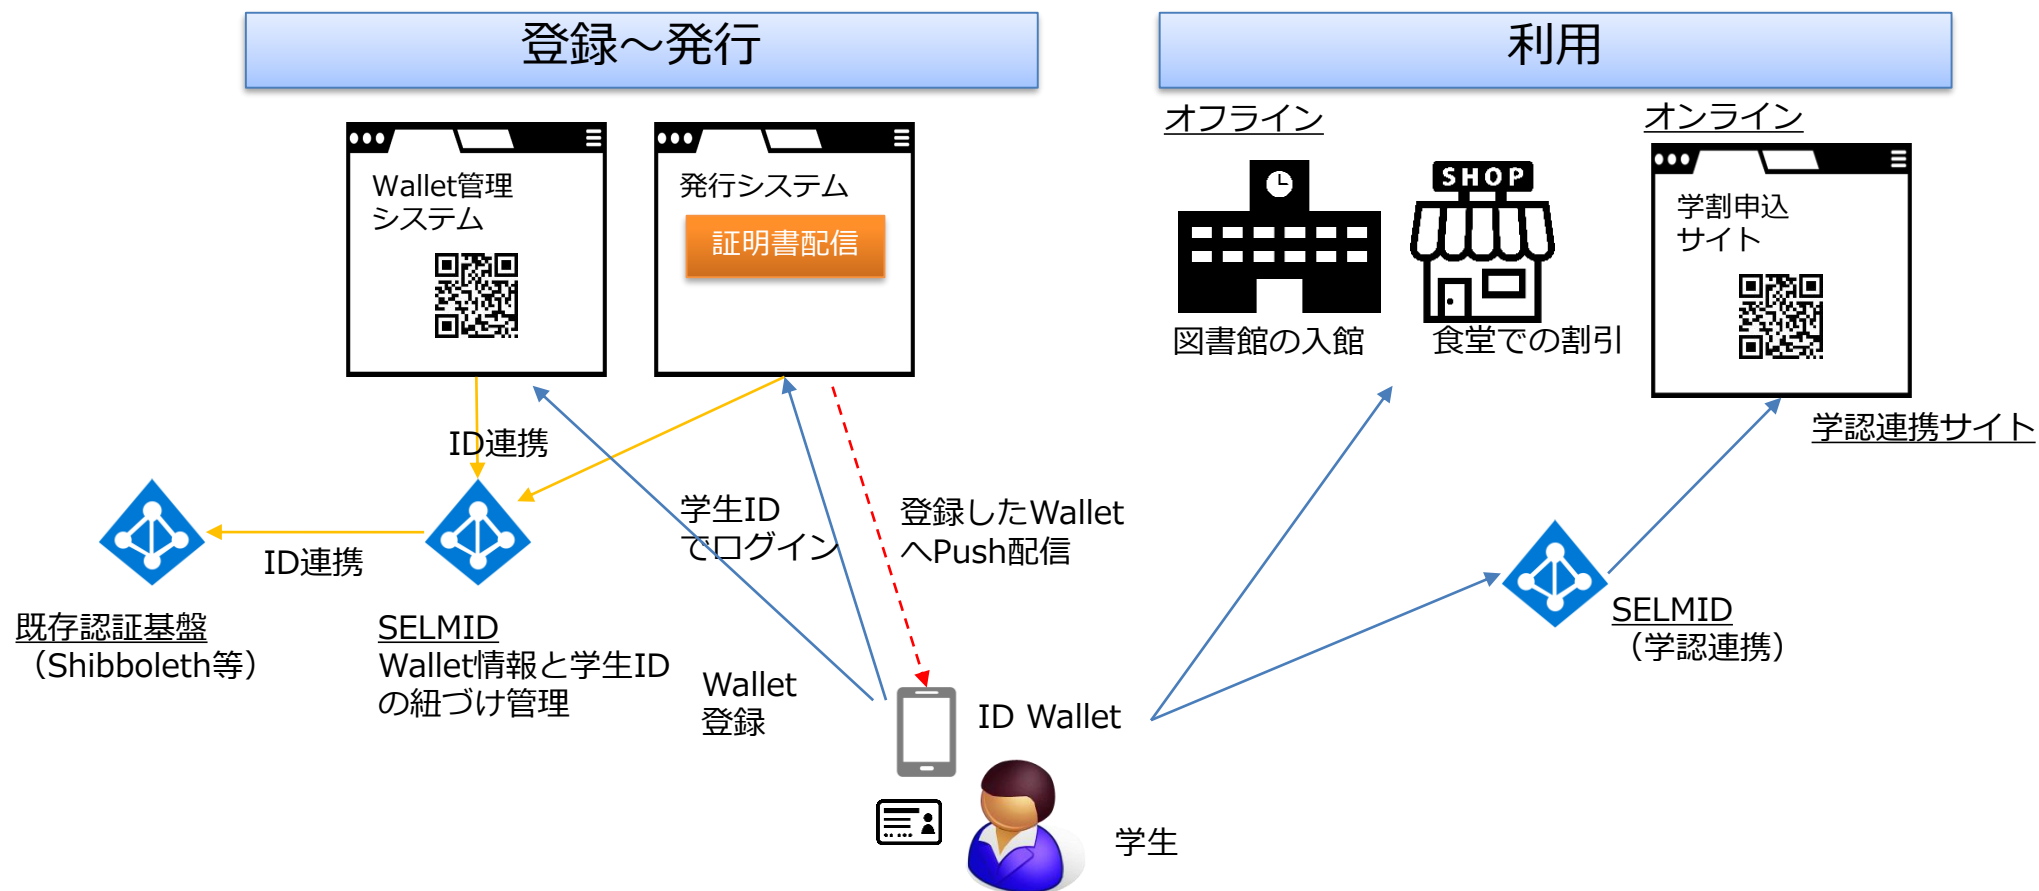 登録～発行
利用
オフライン
オンライン
Wallet管理
システム
発行システム
証明書配信
SHOP
学割申込
サイト
図書館の入館
食堂での割引
学認連携サイト
ID連携
ID連携
学生ID
でログイン
登録したWallet
へPush配信
既存認証基盤
（Shibboleth等）
SELMID
Wallet情報と学生ID
の紐づけ管理
SELMID
（学認連携）
Wallet
登録
ID Wallet
学生